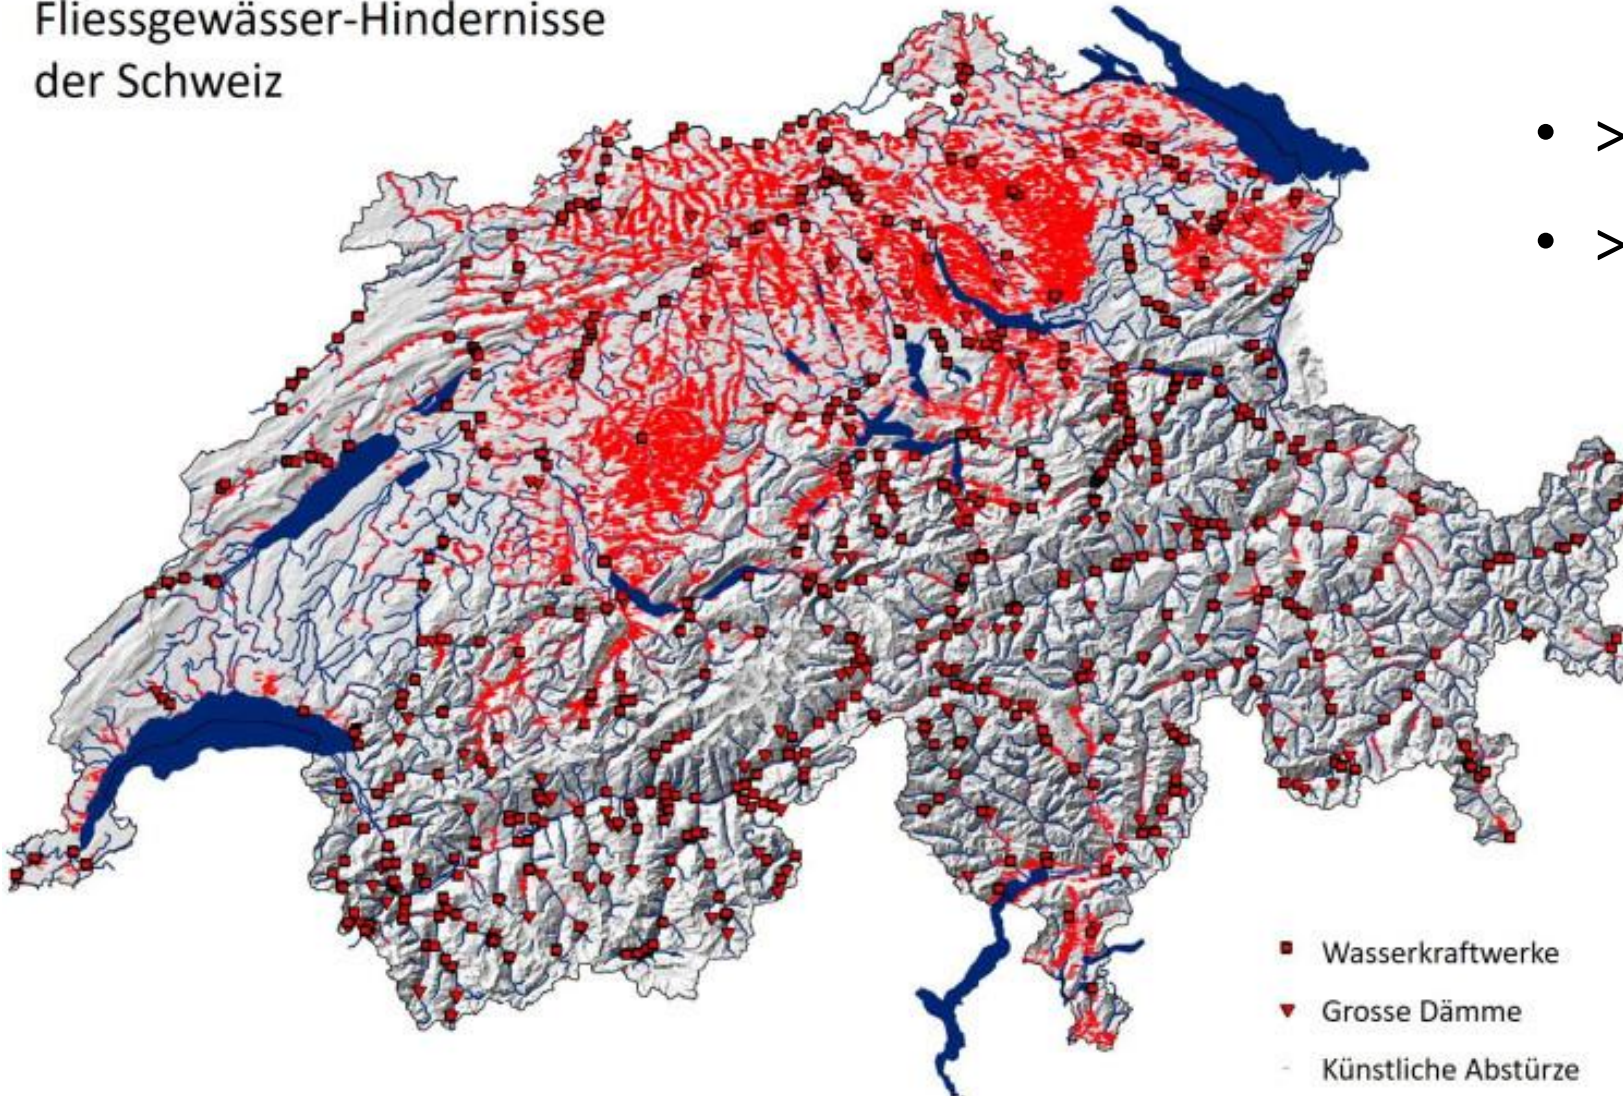 Fliessgewässer-Hindernisse
der Schweiz
• >
• >
Wasserkraftwerke
Grosse Dämme
Künstliche Abstürze